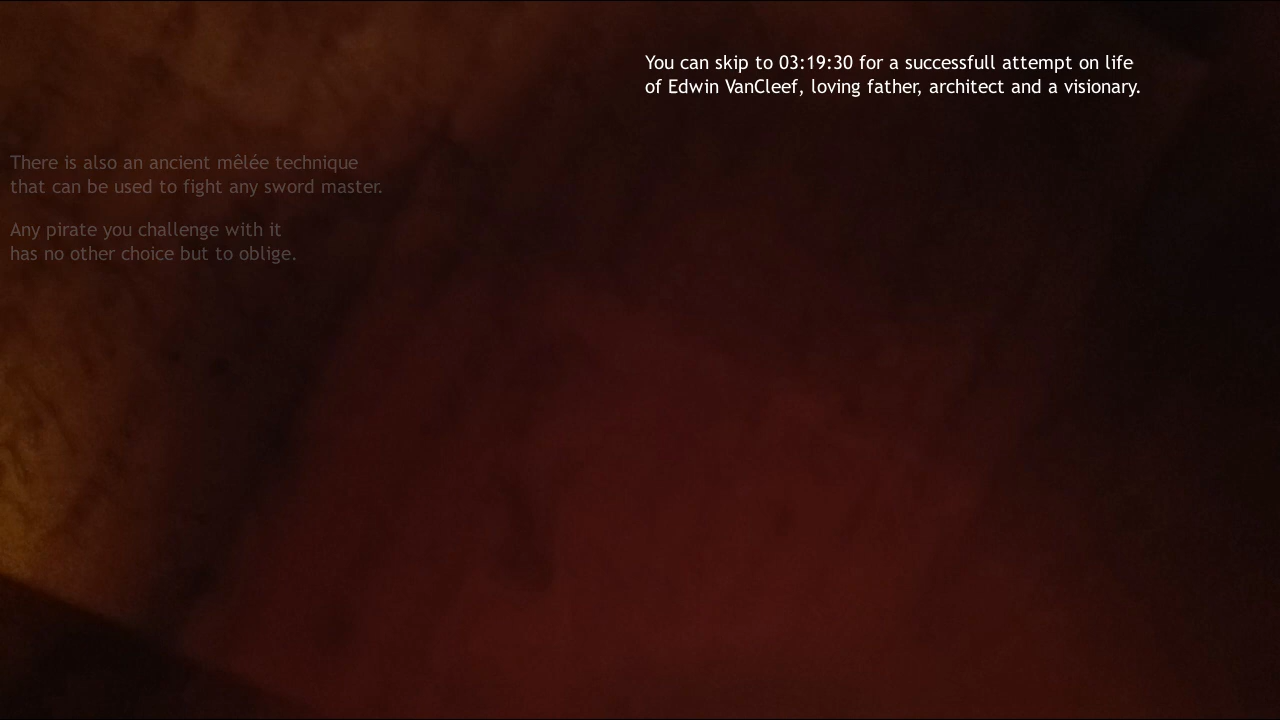 You can skip to 03:19:30 for a successfull attempt on life
of Edwin VanCleef, loving father, architect and a visionary.
There is also an ancient mêlée technique
that can be used to fight any sword master.
Any pirate you challenge with it
has no other choice but to oblige.